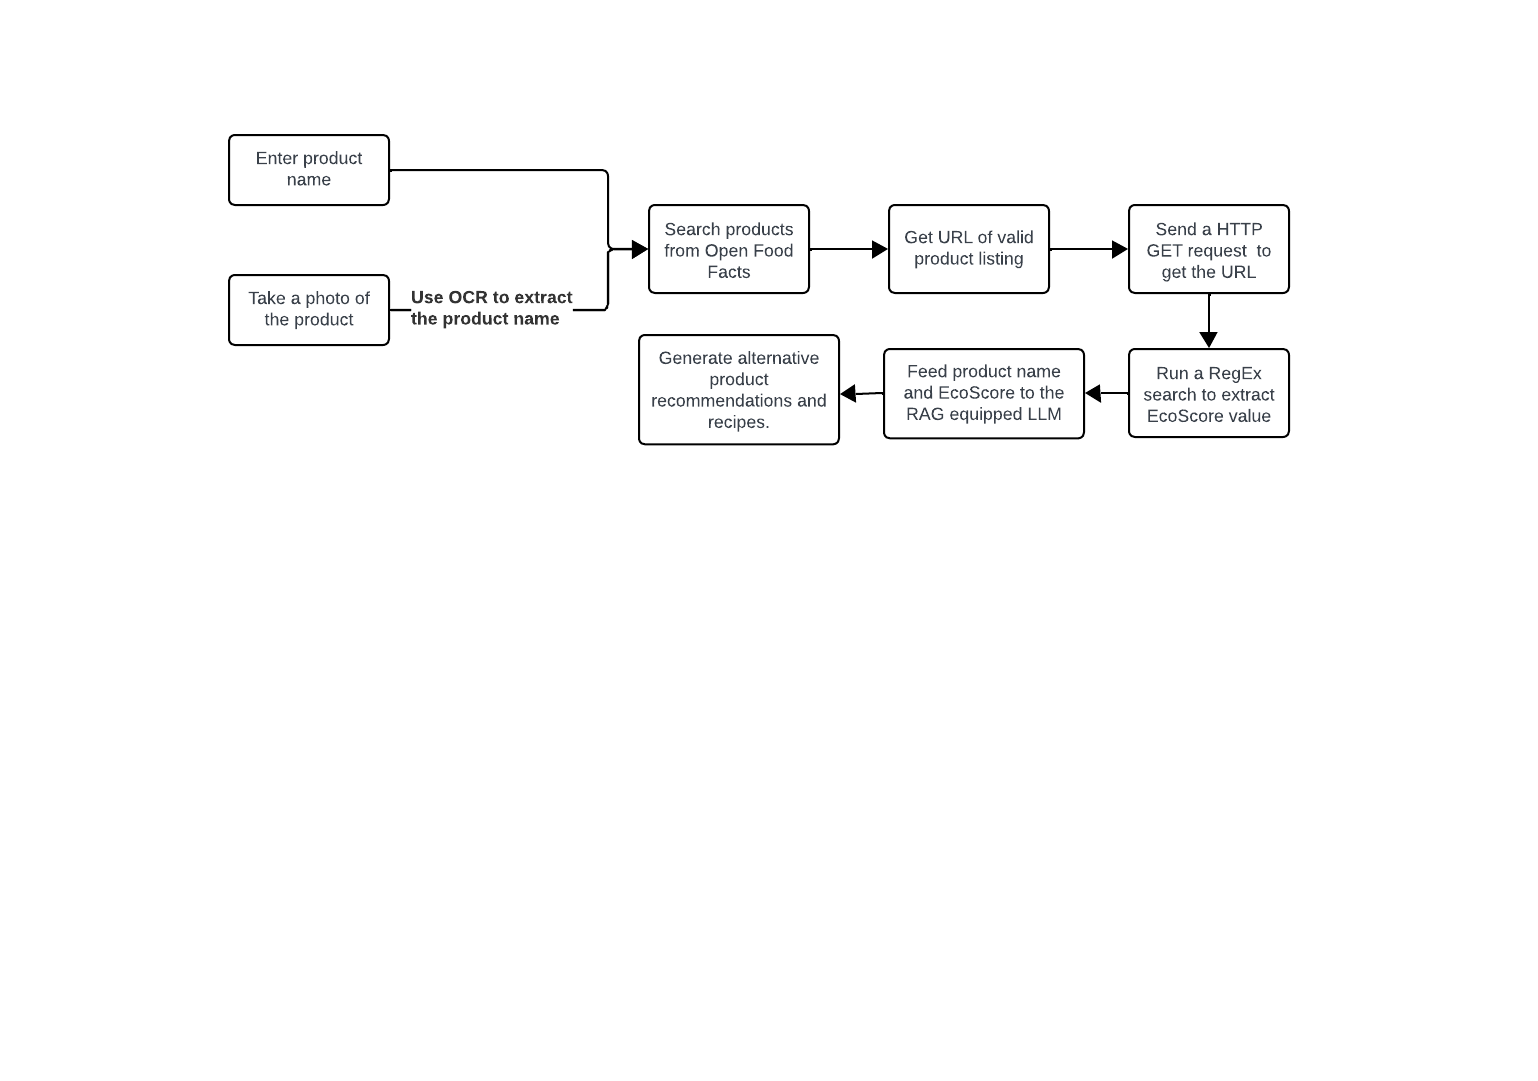 Enter product
name
Take a photo of
the product
Use OCR to extract
the product name
Search products
from Open Food
Facts
Get URL of valid
product listing
Send a HTTP
GET request  to
get the URL
Run a RegEx
search to extract
EcoScore value
Feed product name
and EcoScore to the
RAG equipped LLM
Generate alternative
product
recommendations and
recipes.